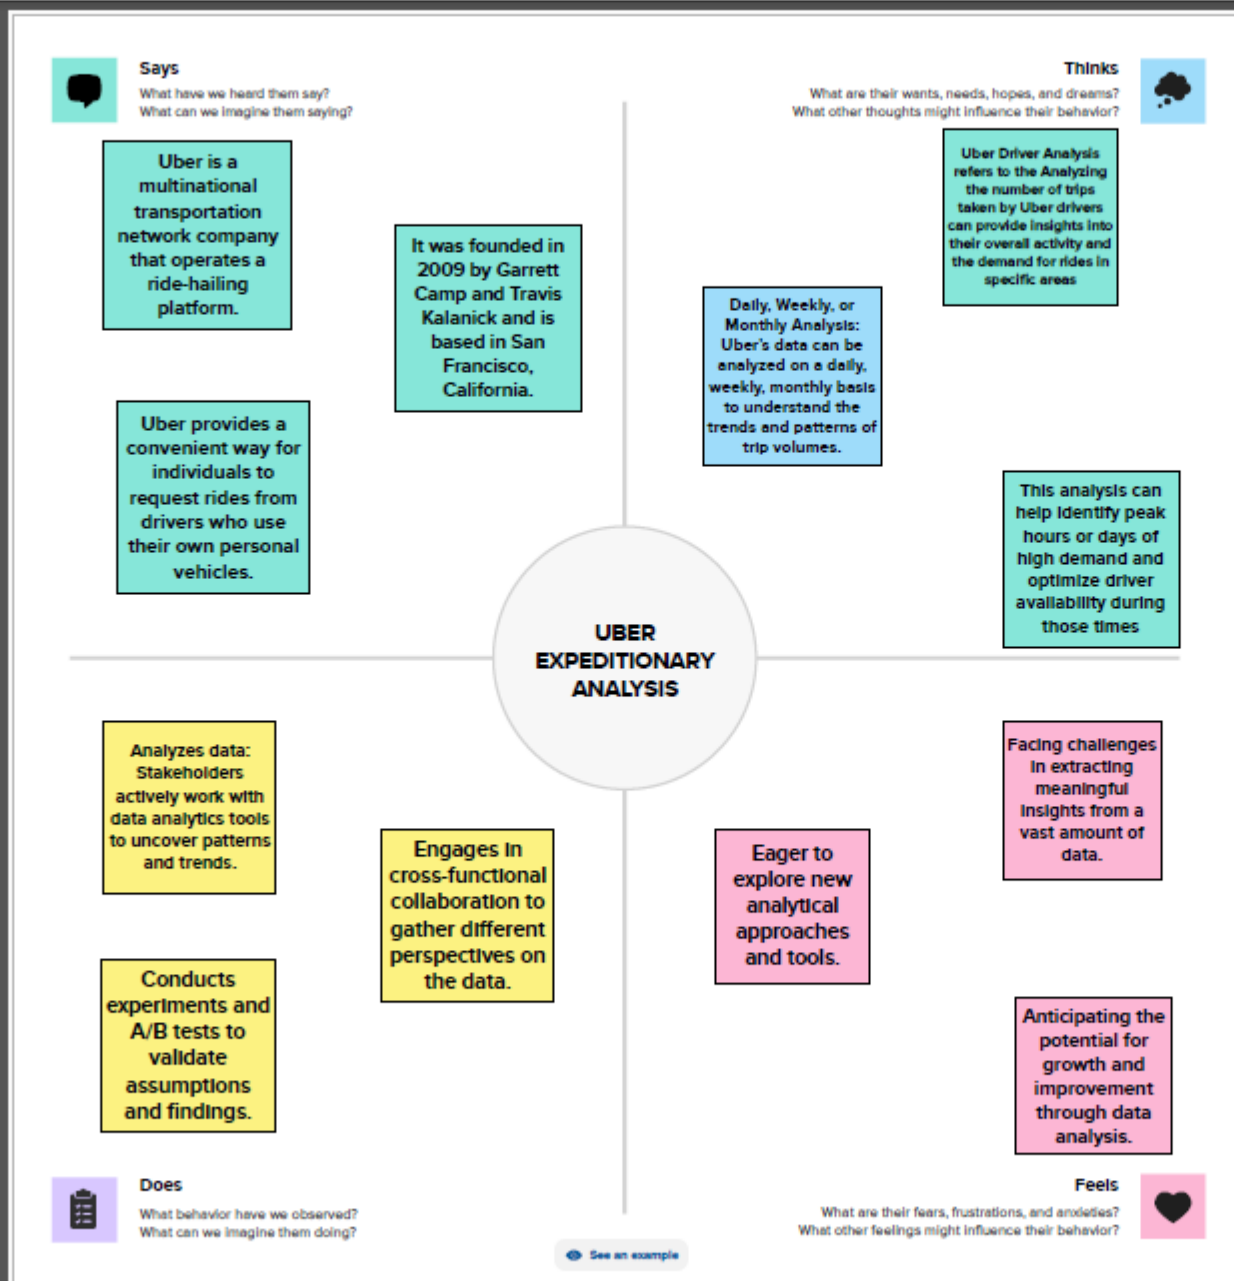 Says
What have we heard them say?
What can we imagine them saying?
Thinks
What are their wants, needs, hopes, and dreams?
What other thoughts might influence their behavior?
Uber is a
multinational
transportation
network company
that operates a
ride-hailing
platform.
It was founded in
2009 by Garrett
Camp and Travis
Kalanick and is
based in San
Francisco,
California.
Uber provides a
convenient way for
individuals to
request rides from
drivers who use
their own personal
vehicles.
Uber Driver Analysis
refers to the Analyzing
the number of trips
taken by Uber drivers
can provide insights into
their overall activity and
the demand for rides in
specific areas
Daily, Weekly, or
Monthly Analysis:
Uber's data can be
analyzed on a daily,
weekly, monthly basis
to understand the
trends and patterns of
trip volumes.
This analysis can
help identify peak
hours or days of
high demand and
optimize driver
availability during
those times
UBER
EXPEDITIONARY
ANALYSIS
Analyzes data:
Stakeholders
actively work with
data analytics tools
to uncover patterns
and trends.
Engages in
cross-functional
collaboration to
gather different
perspectives on
the data.
Conducts
experiments and
A/B tests to
validate
assumptions
and findings.
Facing challenges
in extracting
meaningful
insights from a
vast amount of
data.
Eager to
explore new
analytical
approaches
and tools.
Anticipating the
potential for
growth and
improvement
through data
analysis.
Does
What behavior have we observed?
What can we imagine them doing?
Feels
What are their fears, frustrations, and anxieties?
What other feelings might influence their behavior?
See an example